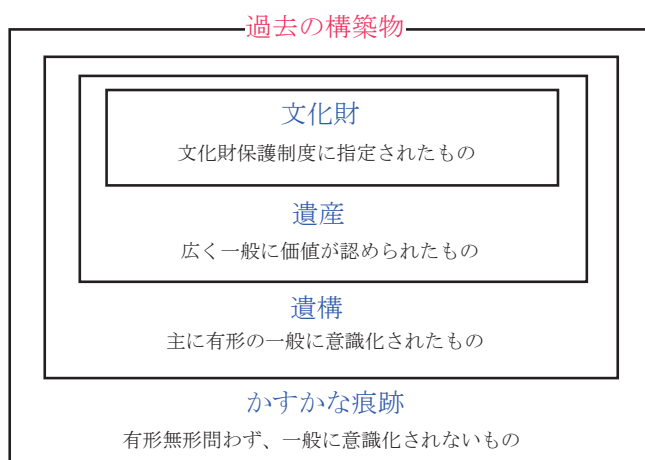 過去の構築物
文化財
文化財保護制度に指定されたもの
遺産
広く一般に価値が認められたもの
遺構
主に有形の一般に意識化されたもの
かすかな痕跡
有形無形問わず、一般に意識化されないもの